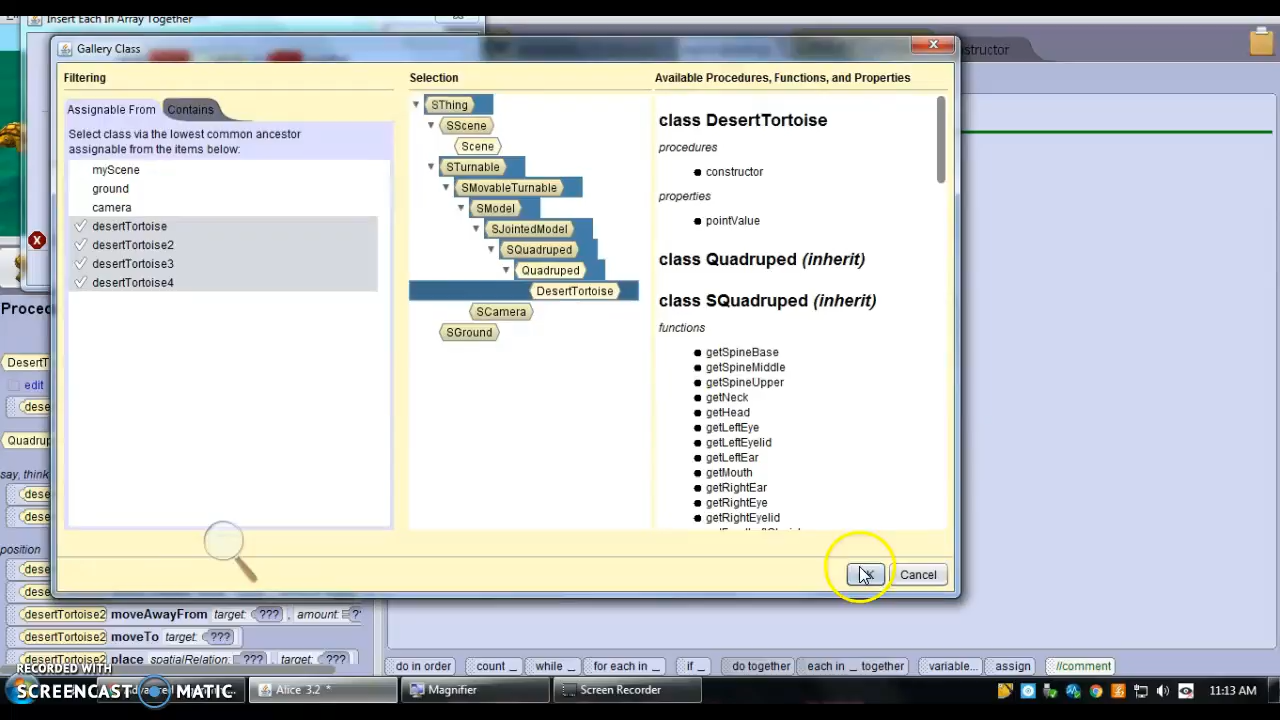 Insert Each In Array Together
Gallery Class
structor
Filtering
Selection
Available Procedures, Functions, and Properties
Assignable From
Contains
Select class via the lowest common ancestor
assignable from the items below:
myScene
ground
camera
desertTortoise
desertTortoise2
desertTortoise3
desertTortoise4
SThing
SScene
Scene
STurnable
SMovableTurnable
SModel
SJointedModel
SQuadruped
Quadruped
DesertTortoise
SCamera
SGround
class DesertTortoise
procedures
constructor
properties
pointValue
class Quadruped (inherit)
class SQuadruped (inherit)
functions
getSpineBase
getSpineMiddle
getSpineUpper
getNeck
getHead
getLeftEye
getLeftEyelid
getLeftEar
getMouth
getRightEar
getRightEye
getRightEyelid
Cancel
Proced
DesertT
edit
dese
Quadrup
say, think
dese
dese
position
dese
desertTortoise2 moveAwayFrom target: ??? , amount: ?
desertTortoise2 moveTo target: ???
desertTortoise2 place spatialRelation: ??? , target: ???
do in order
count _
while _
for each in _
if _
do together
each in _ together
variable...
assign
//comment
RECORDED WITH
SCREENCAST MATIC
Alice 3.2 *
Magnifier
Screen Recorder
11:13 AM